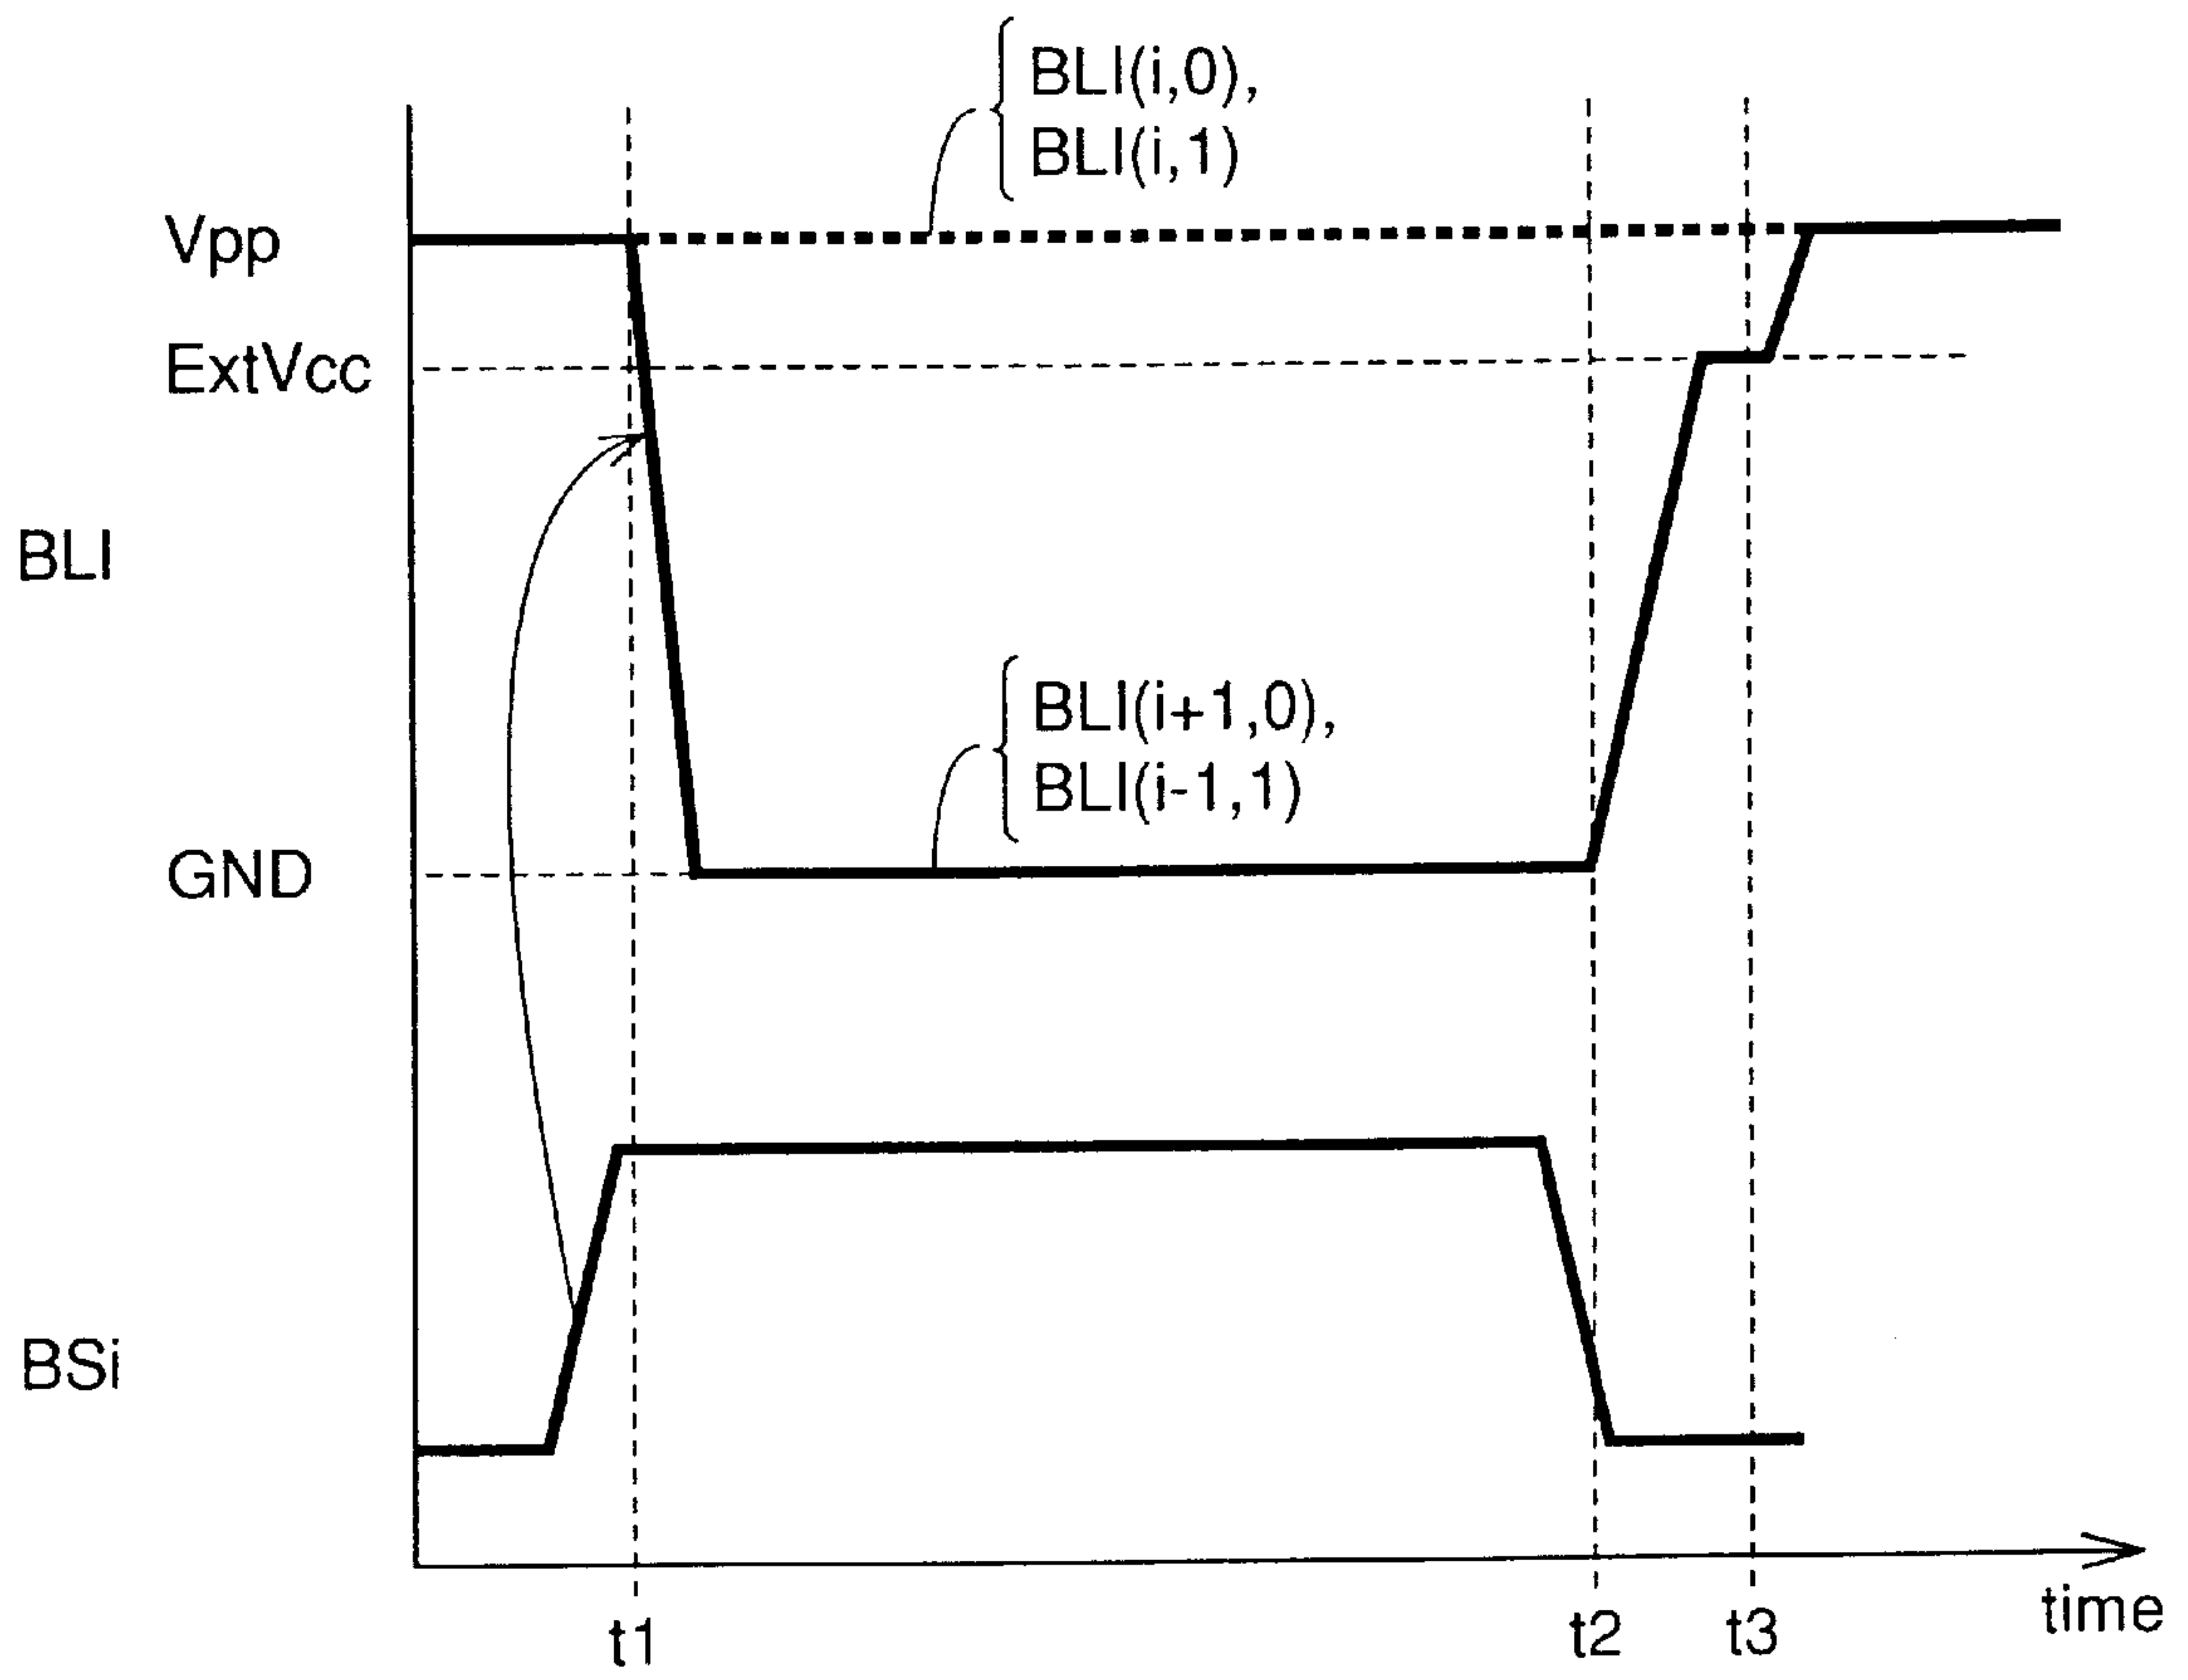 BLI(i,0),
BLI(i,1)
Vpp
ExtVcc
BLI
BLI(i+1,0),
BLI(i-1,1)
GND
BSi
time
t1
t2
t3